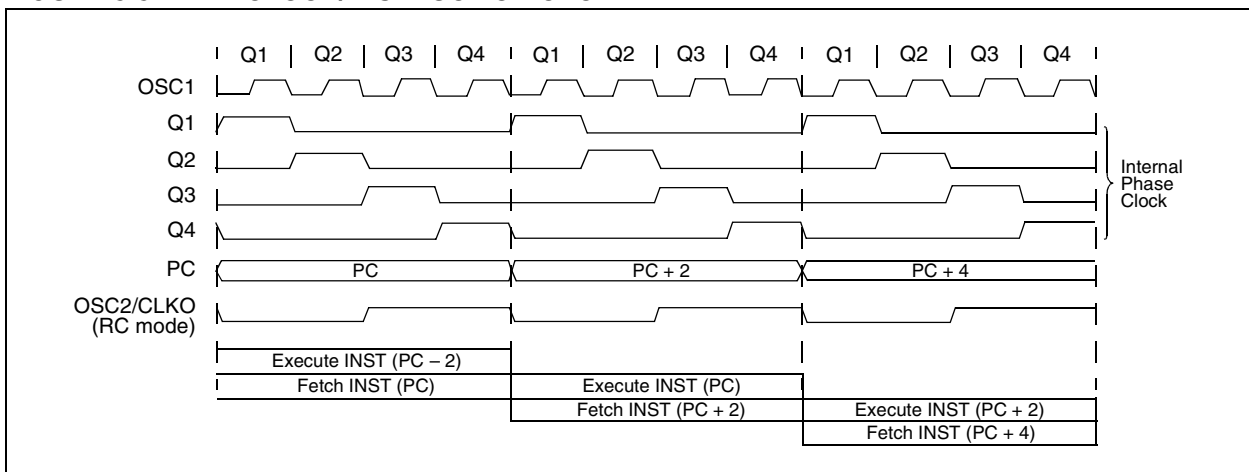 Q1 | Q2 | Q3 | Q4 | Q1 | Q2 | Q3 | Q4 | Q1 | Q2 | Q3 | Q4
OSC1
Q1
Q2
Q3
Q4
Internal
Phase
Clock
PC
PC
PC + 2
PC + 4
OSC2/CLKO
(RC mode)
Execute INST (PC – 2)
Fetch INST (PC)
Execute INST (PC)
Fetch INST (PC + 2)
Execute INST (PC + 2)
Fetch INST (PC + 4)